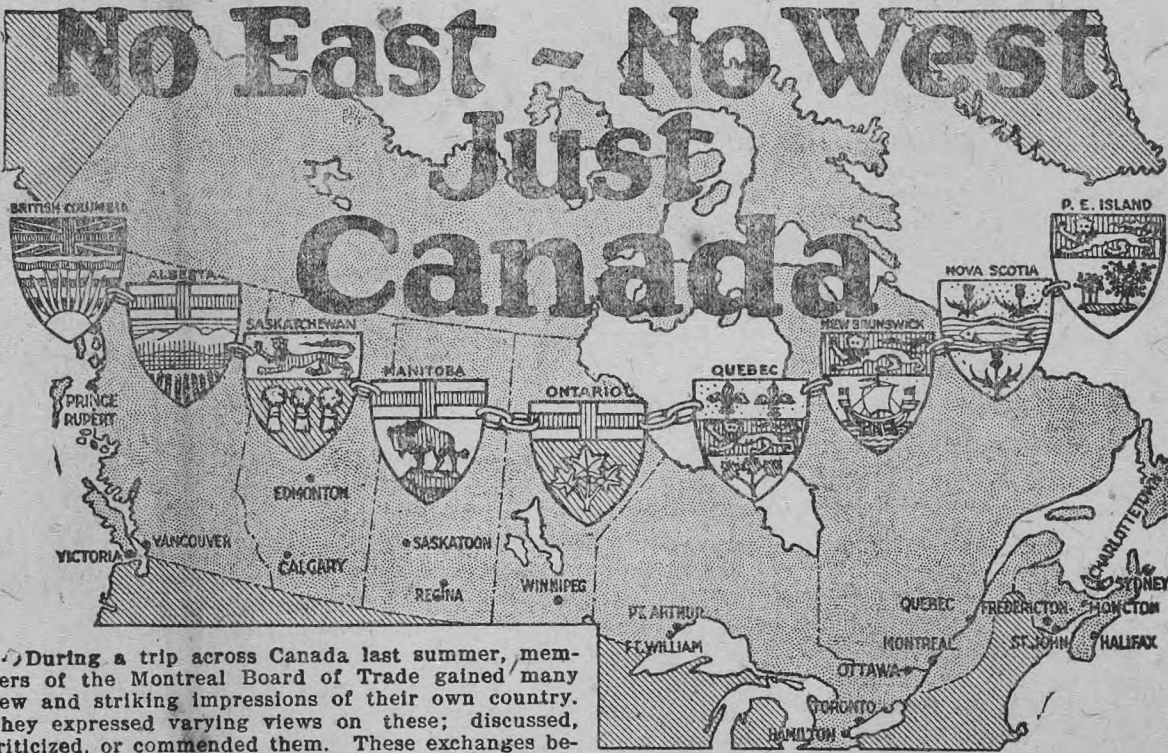 No East - No West
Just
Canada
BRITISH COLUMBIA
ALBERTA
SASKATCHEWAN
MANITOBA
ONTARIO
QUEBEC
NEW BRUNSWICK
NOVA SCOTIA
P. E. ISLAND
PRINCE
RUPERT
EDMONTON
VICTORIA
VANCOUVER
CALGARY
SASKATOON
REGINA
WINNIPEG
PT. ARTHUR
FT. WILLIAM
QUEBEC
MONTREAL
OTTAWA
TORONTO
HAMILTON
FREDERICTON
ST. JOHN
CHARLOTTETOWN
SYDNEY
MONCTON
HALIFAX
During a trip across Canada last summer, mem-
ers of the Montreal Board of Trade gained many
ew and striking impressions of their own country.
hey expressed varying views on these; discussed,
riticized, or commended them. These exchanges be-